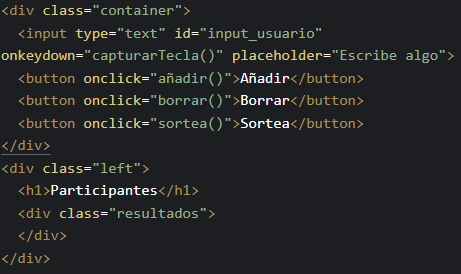 <div class="container">
<input type="text" id="input_usuario"
onkeydown="capturarTecla()" placeholder="Escribe algo">
<button onclick="añadir()">Añadir</button>
<button onclick="borrar()">Borrar</button>
<button onclick="sortea()">Sortea</button>
</div>
<div class="left">
<h1>Participantes</h1>
<div class="resultados">
</div>
</div>